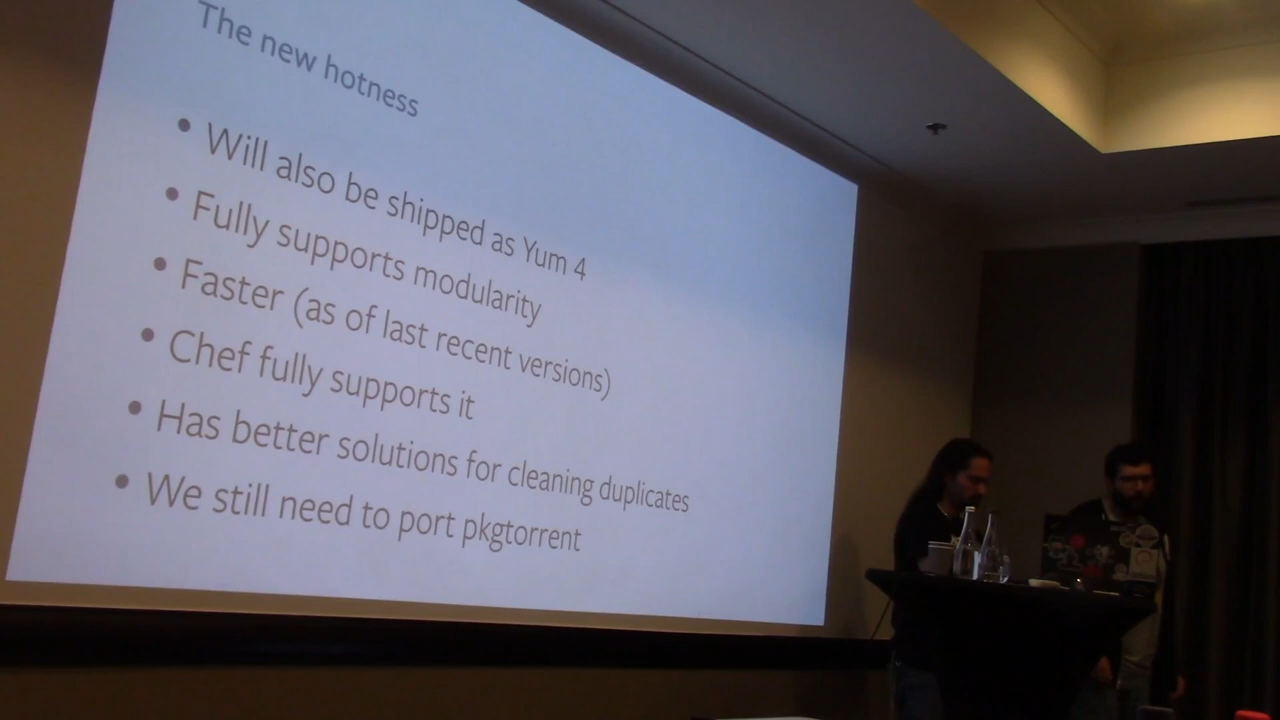 The new hotness
• Will also be shipped as Yum 4
• Fully supports modularity
• Faster (as of last recent versions)
• Chef fully supports it
• Has better solutions for cleaning duplicates
• We still need to port pkgtorrent